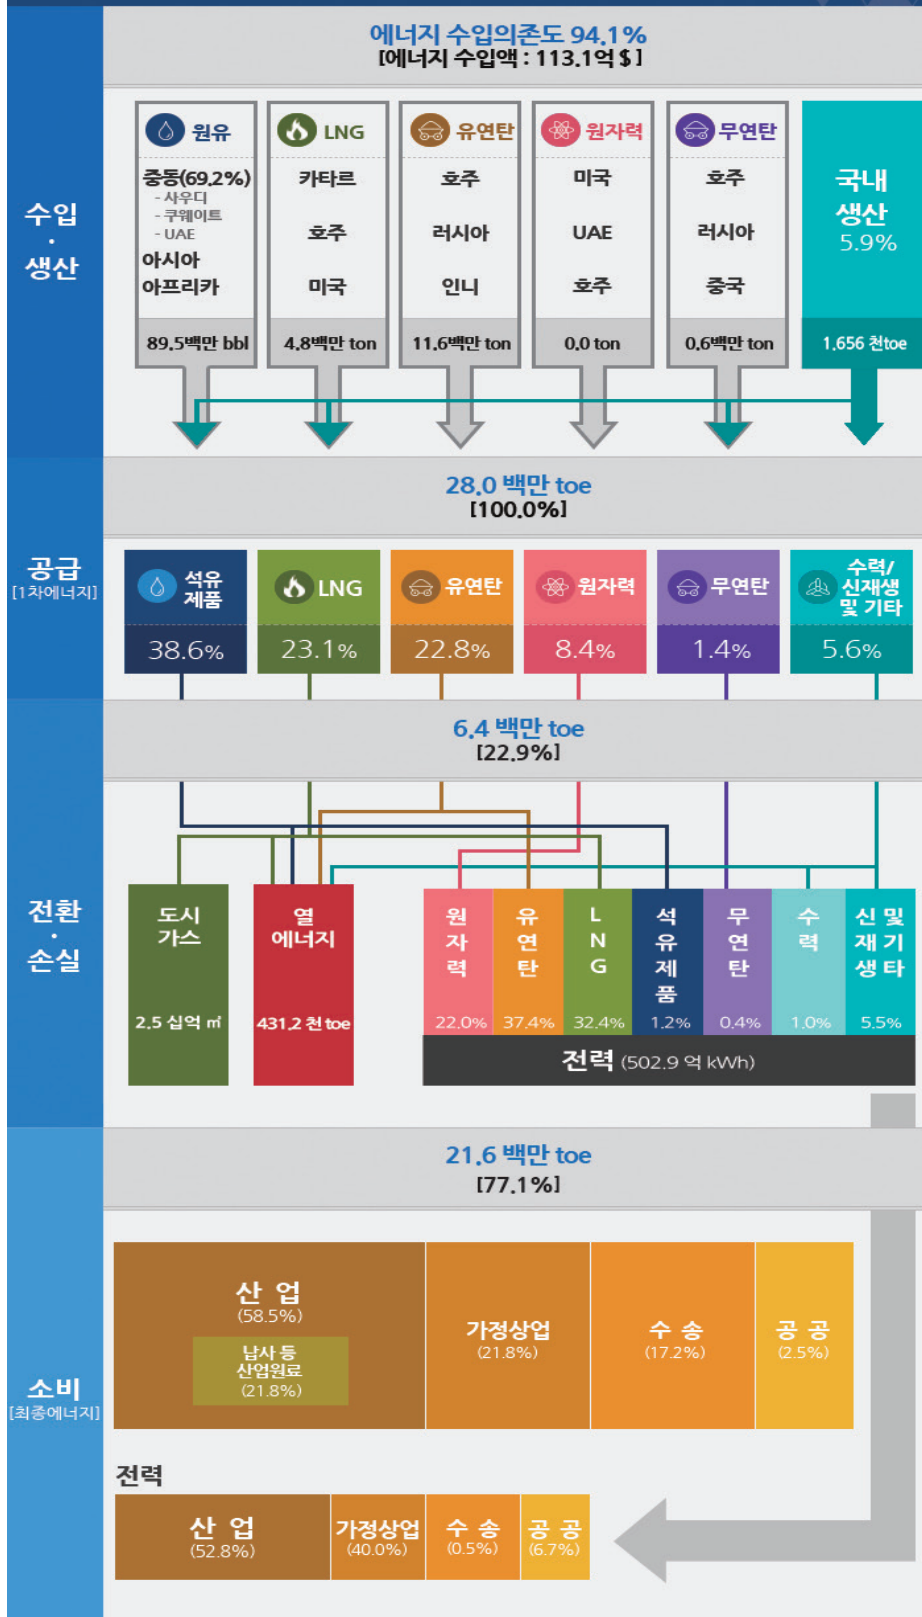 에너지 수입의존도 94.1%
[에너지 수입액 : 113.1억 $ ]
수입
·
생산
원유
중동(69.2%)
- 사우디
- 쿠웨이트
- UAE
아시아
아프리카
89.5백만 bbl
LNG
카타르
호주
미국
4.8백만 ton
유연탄
호주
러시아
인니
11.6백만 ton
원자력
미국
UAE
호주
0.0 ton
무연탄
호주
러시아
중국
0.6백만 ton
국내
생산
5.9%
1.656 천toe
공급
[1차에너지]
28.0 백만 toe
[100.0%]
석유
제품
38.6%
LNG
23.1%
유연탄
22.8%
원자력
8.4%
무연탄
1.4%
수력/
신재생
및 기타
5.6%
전환
·
손실
6.4 백만 toe
[22.9%]
도시
가스
2.5 십억 ㎥
열
에너지
431.2 천 toe
원자력
22.0%
유연탄
37.4%
LNG
32.4%
석유제품
1.2%
무연탄
0.4%
수력
1.0%
신재생
및기타
5.5%
전력 (502.9 억 kWh)
소비
[최종에너지]
21.6 백만 toe
[77.1%]
산 업
(58.5%)
납사 등
산업원료
(21.8%)
가정상업
(21.8%)
수 송
(17.2%)
공 공
(2.5%)
전력
산 업
(52.8%)
가정상업
(40.0%)
수 송
(0.5%)
공 공
(6.7%)